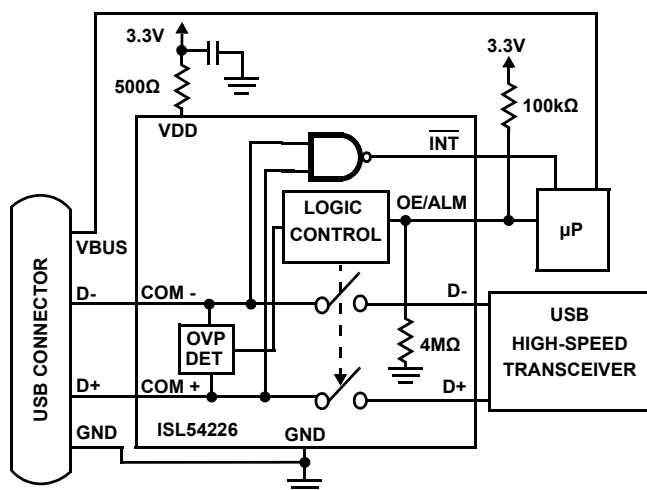 3.3V
500Ω
VDD
3.3V
100kΩ
INT
LOGIC
CONTROL
OE/ALM
µP
USB CONNECTOR
VBUS
D-
COM -
D-
OVP
DET
4MΩ
USB
HIGH-SPEED
TRANSCEIVER
D+
COM +
D+
GND
ISL54226
GND